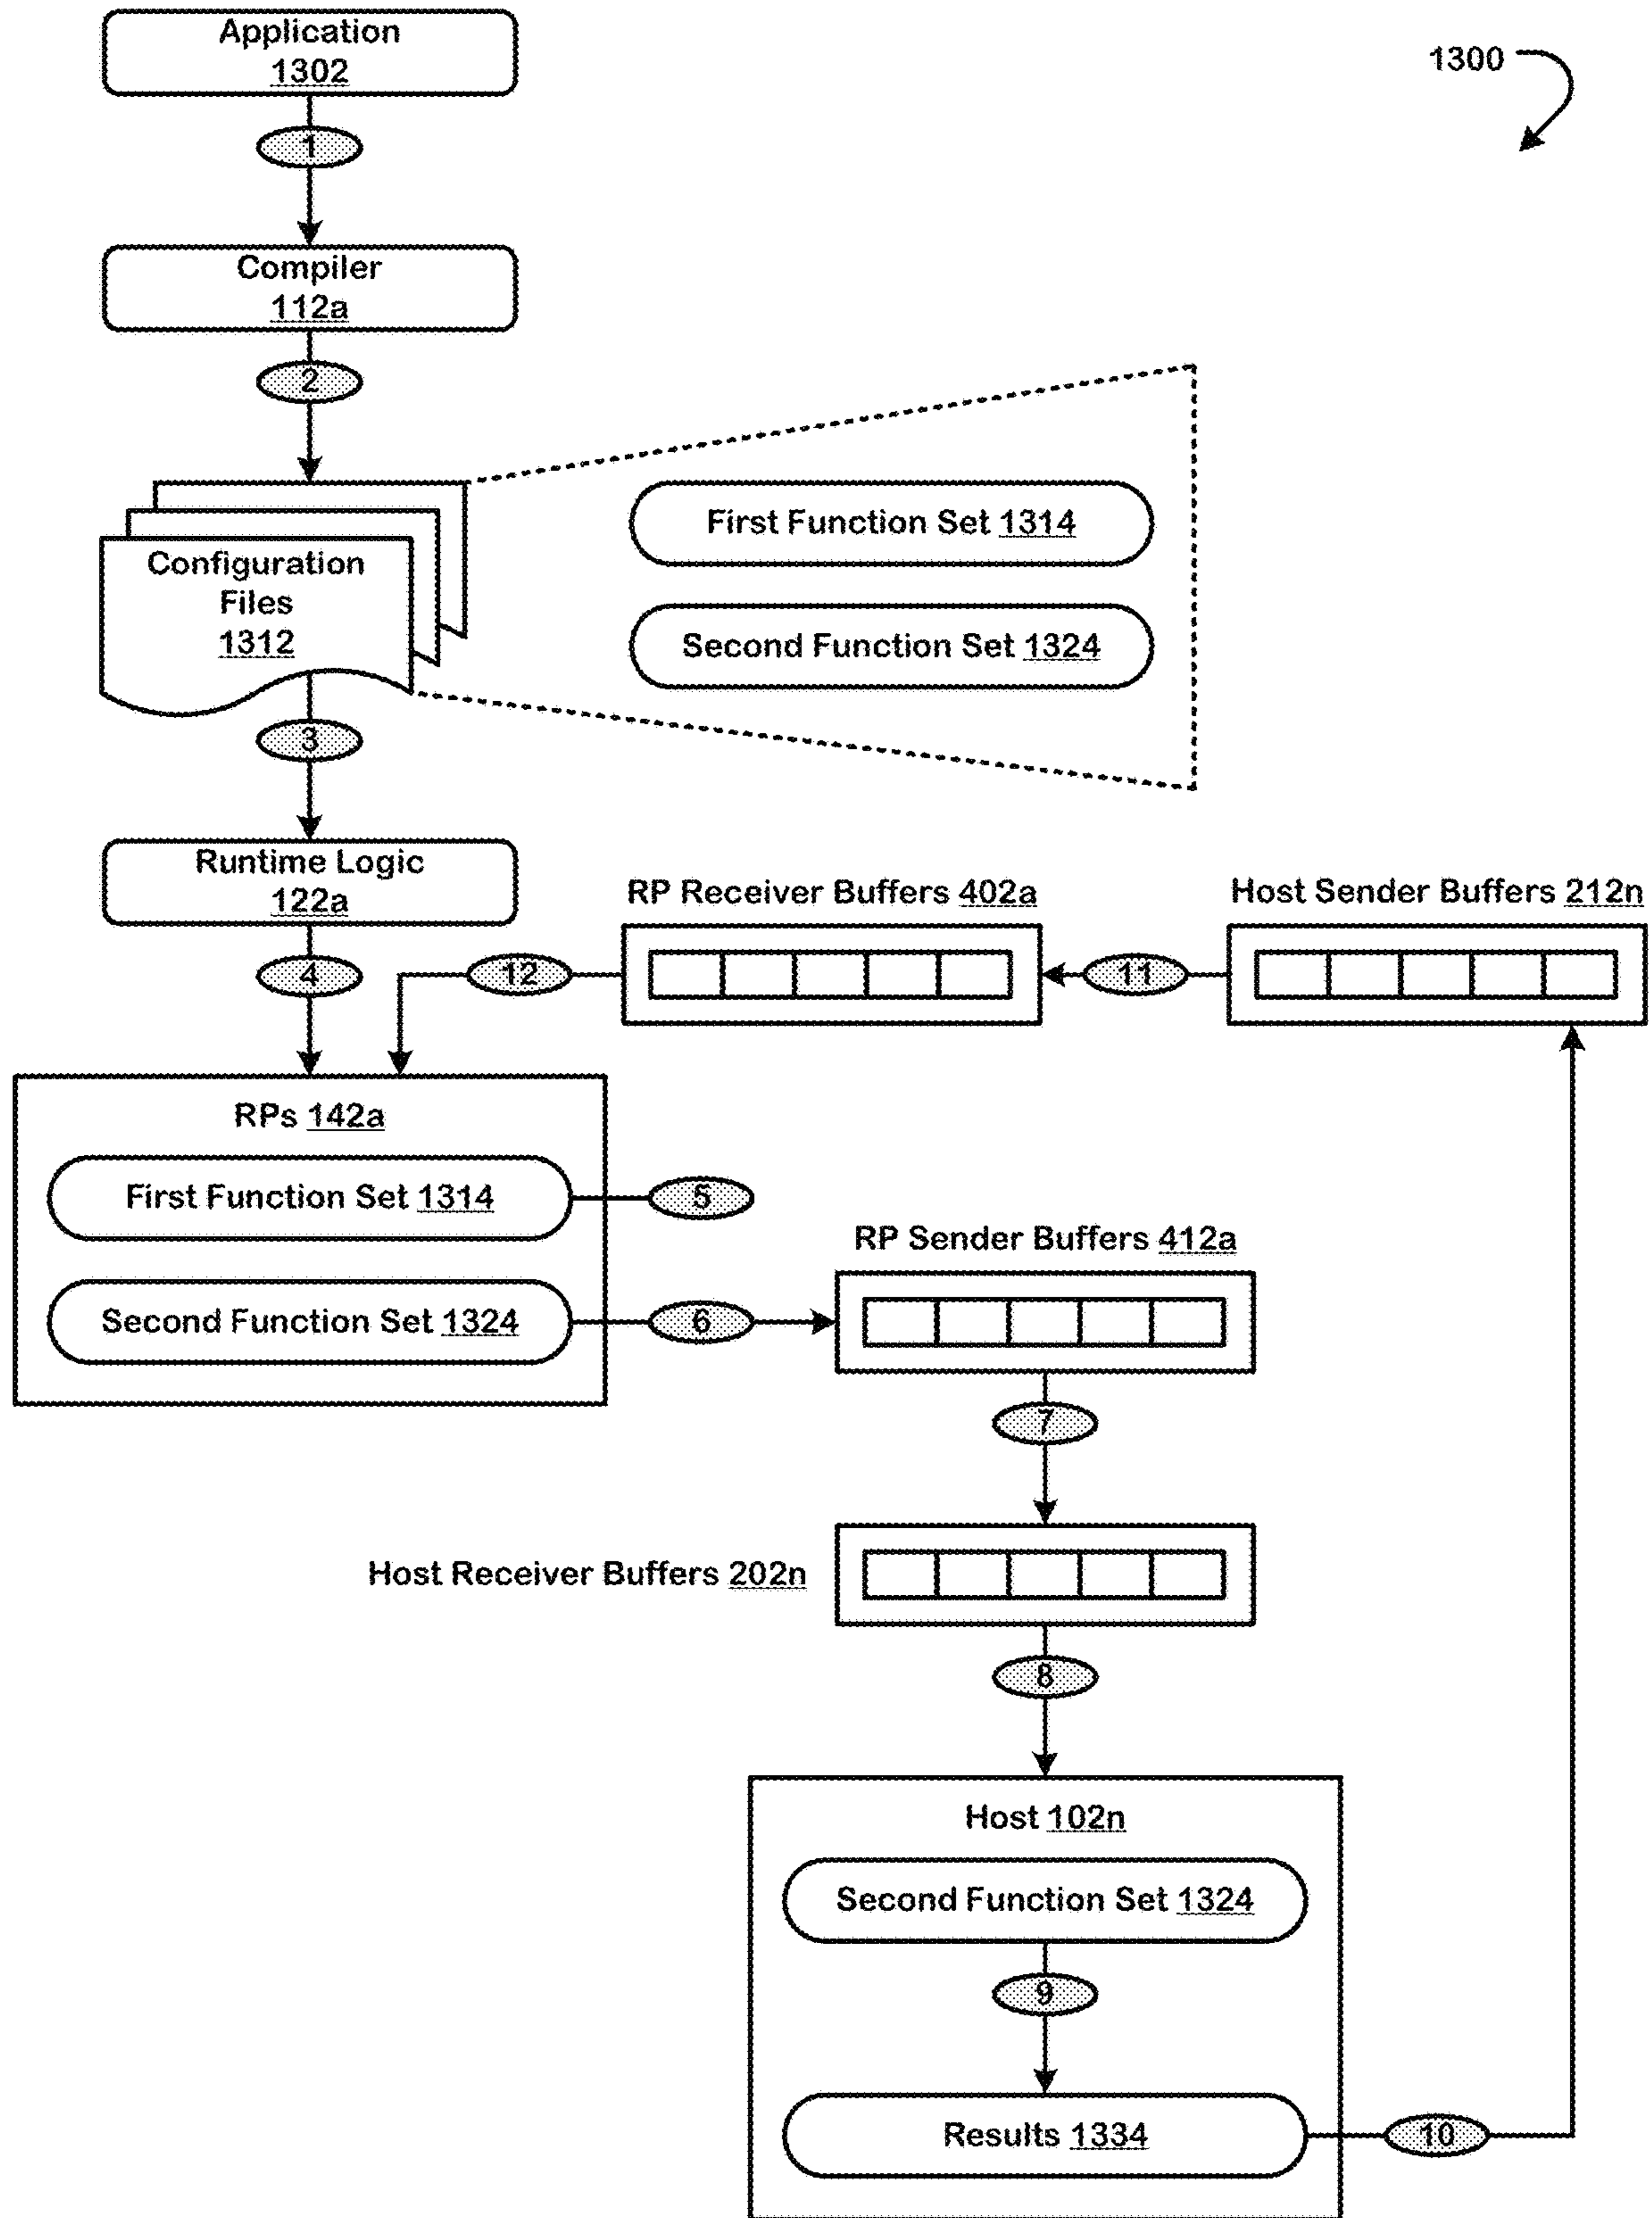 Application
1302
1300
1
Compiler
112a
2
First Function Set 1314
Configuration
Files
1312
Second Function Set 1324
3
Runtime Logic
122a
RP Receiver Buffers 402a
Host Sender Buffers 212n
4
12
11
RPs 142a
First Function Set 1314
5
RP Sender Buffers 412a
Second Function Set 1324
6
7
Host Receiver Buffers 202n
8
Host 102n
Second Function Set 1324
9
Results 1334
10